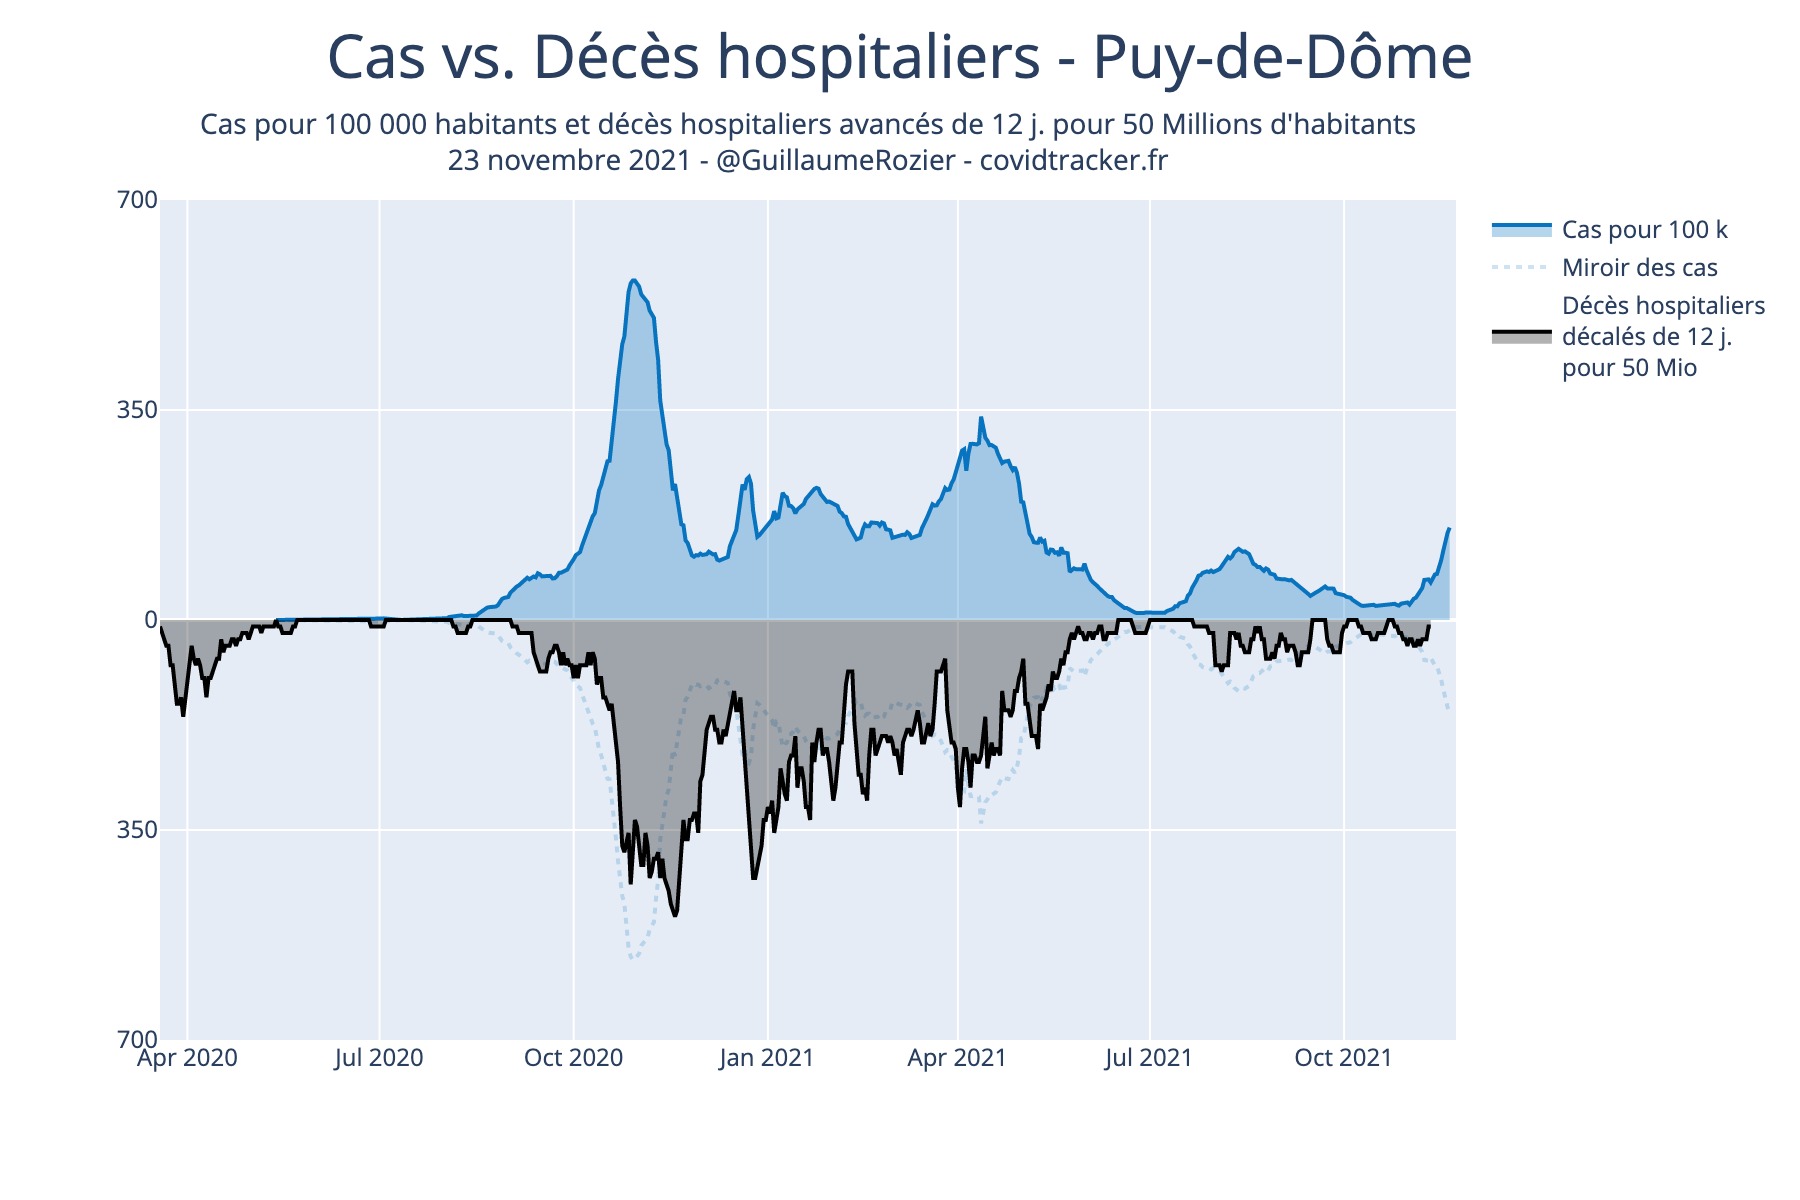 Cas vs. Décès hospitaliers - Puy-de-Dôme
Cas pour 100 000 habitants et décès hospitaliers avancés de 12 j. pour 50 Millions d'habitants
23 novembre 2021 - @GuillaumeRozier - covidtracker.fr
700
350
0
350
700
Apr 2020
Jul 2020
Oct 2020
Jan 2021
Apr 2021
Jul 2021
Oct 2021
Cas pour 100 k
Miroir des cas
Décès hospitaliers
décalés de 12 j.
pour 50 Mio